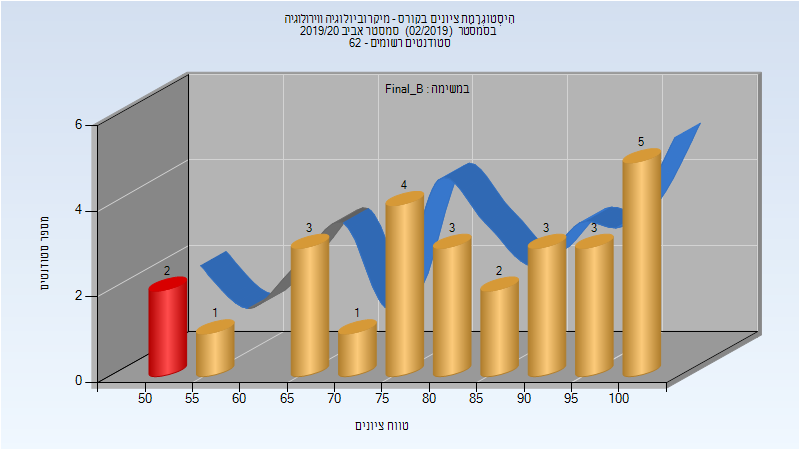 היסטוגרמת ציונים בקורס - מיקרוביולוגיה ווירולוגיה
בסמסטר (02/2019) סמסטר אביב 2019/20
סטודנטים רשומים - 62
במשימה : Final_B
מספר סטודנטים
6
4
2
0
2
1
3
1
4
3
2
3
3
5
50 55 60 65 70 75 80 85 90 95 100
טווח ציונים